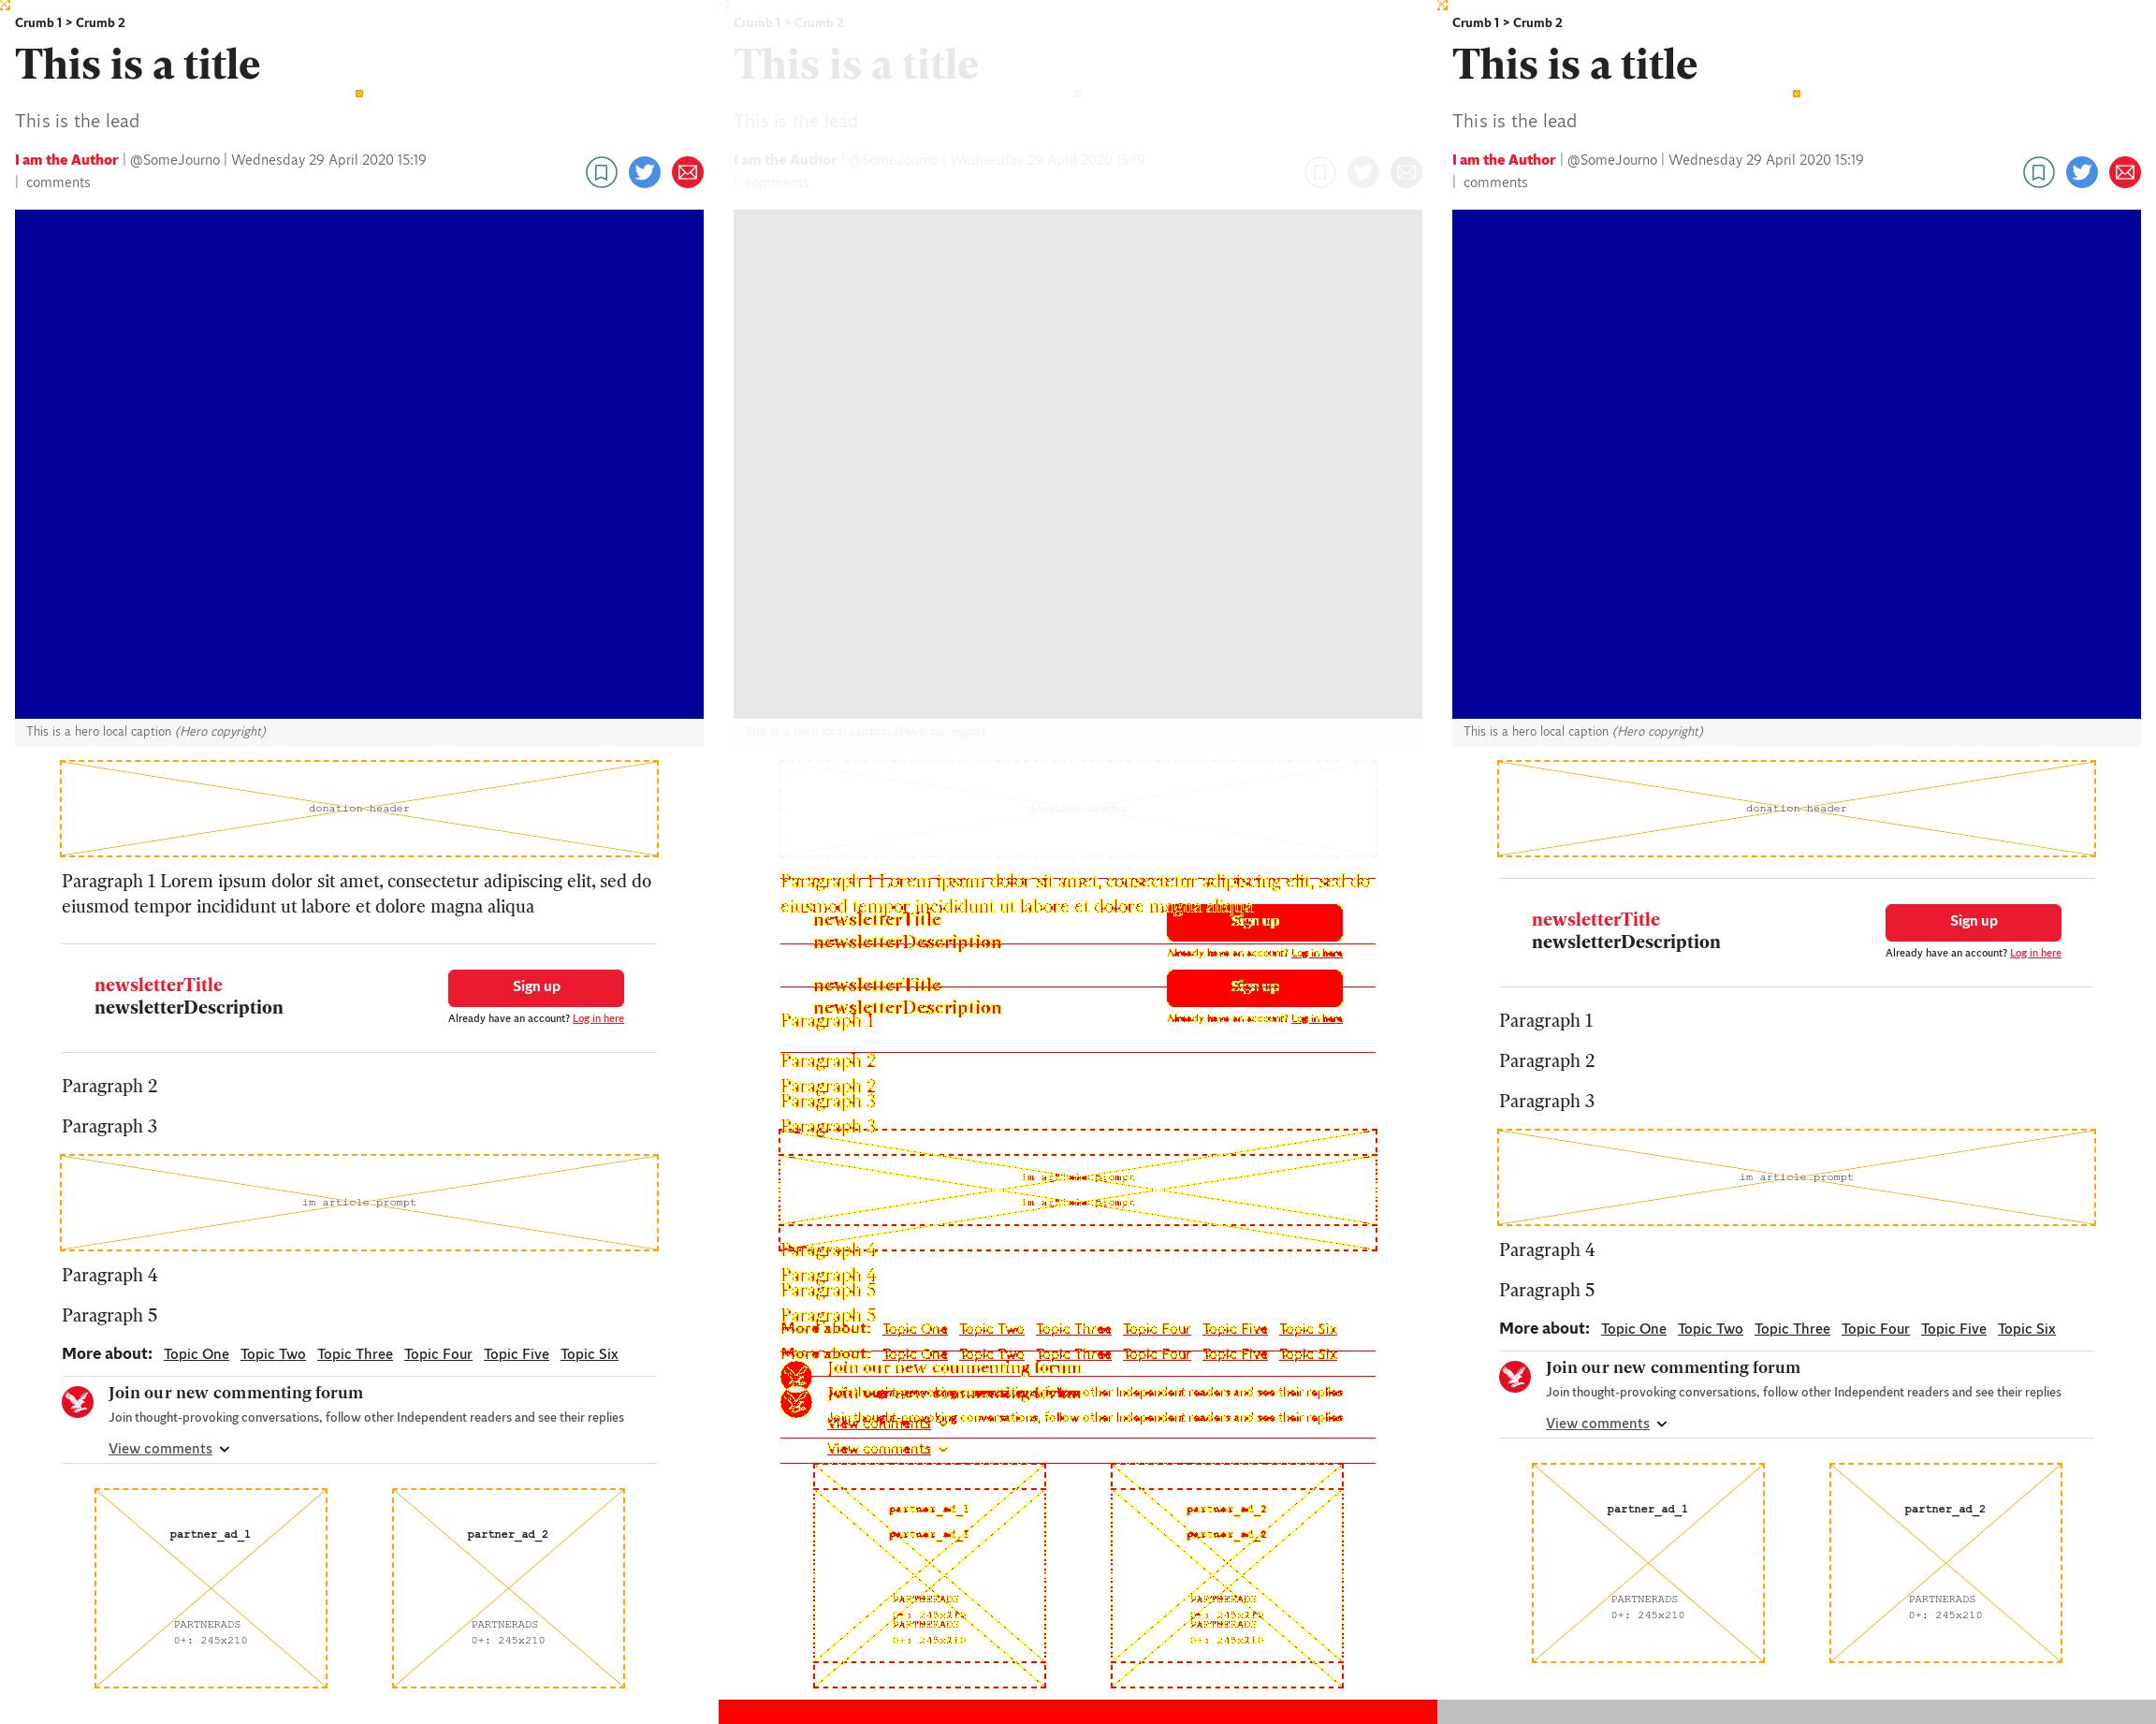 Crumb 1 > Crumb 2
This is a title
This is the lead
I am the Author | @SomeJourno | Wednesday 29 April 2020 15:19
| comments
This is a hero local caption (Hero copyright)
donation header
Paragraph 1 Lorem ipsum dolor sit amet, consectetur adipiscing elit, sed do
eiusmod tempor incididunt ut labore et dolore magna aliqua
newsletterTitle
newsletterDescription
Sign up
Already have an account? Log in here
Paragraph 2
Paragraph 3
im article prompt
Paragraph 4
Paragraph 5
More about: Topic One Topic Two Topic Three Topic Four Topic Five Topic Six
Join our new commenting forum
Join thought-provoking conversations, follow other Independent readers and see their replies
View comments
partner_ad_1
PARTNERADS
0+: 245x210
partner_ad_2
PARTNERADS
0+: 245x210
Crumb 1 > Crumb 2
This is a title
This is the lead
I am the Author | @SomeJourno | Wednesday 29 April 2020 15:19
| comments
This is a hero local caption (Hero copyright)
donation header
Paragraph 1 Lorem ipsum dolor sit amet, consectetur adipiscing elit, sed do
eiusmod tempor incididunt ut labore et dolore magna aliqua
newsletterTitle
newsletterDescription
Sign up
Already have an account? Log in here
newsletterTitle
newsletterDescription
Sign up
Already have an account? Log in here
Paragraph 1
Paragraph 2
Paragraph 2
Paragraph 3
Paragraph 3
im article prompt
im article prompt
Paragraph 4
Paragraph 4
Paragraph 5
Paragraph 5
More about: Topic One Topic Two Topic Three Topic Four Topic Five Topic Six
More about: Topic One Topic Two Topic Three Topic Four Topic Five Topic Six
Join our new commenting forum
Join our new commenting forum
Join thought-provoking conversations, follow other Independent readers and see their replies
Join thought-provoking conversations, follow other Independent readers and see their replies
View comments
View comments
partner_ad_1
partner_ad_1
PARTNERADS
0+: 245x210
PARTNERADS
0+: 245x210
partner_ad_2
partner_ad_2
PARTNERADS
0+: 245x210
PARTNERADS
0+: 245x210
Crumb 1 > Crumb 2
This is a title
This is the lead
I am the Author | @SomeJourno | Wednesday 29 April 2020 15:19
| comments
This is a hero local caption (Hero copyright)
donation header
newsletterTitle
newsletterDescription
Sign up
Already have an account? Log in here
Paragraph 1
Paragraph 2
Paragraph 3
im article prompt
Paragraph 4
Paragraph 5
More about: Topic One Topic Two Topic Three Topic Four Topic Five Topic Six
Join our new commenting forum
Join thought-provoking conversations, follow other Independent readers and see their replies
View comments
partner_ad_1
PARTNERADS
0+: 245x210
partner_ad_2
PARTNERADS
0+: 245x210